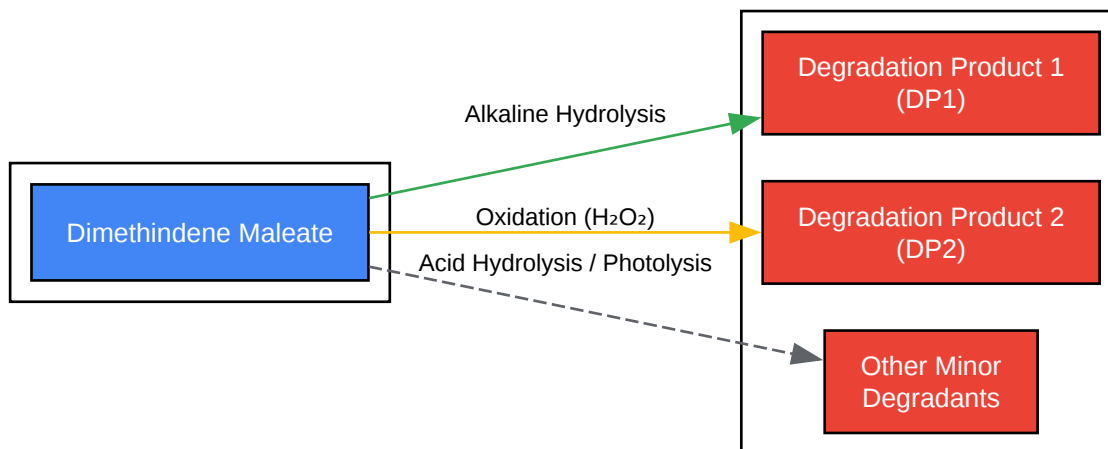 Degradation Product 1
(DP1)
Alkaline Hydrolysis
Dimethindene Maleate
Oxidation (H₂O₂)
Degradation Product 2
(DP2)
Acid Hydrolysis / Photolysis
Other Minor
Degradants